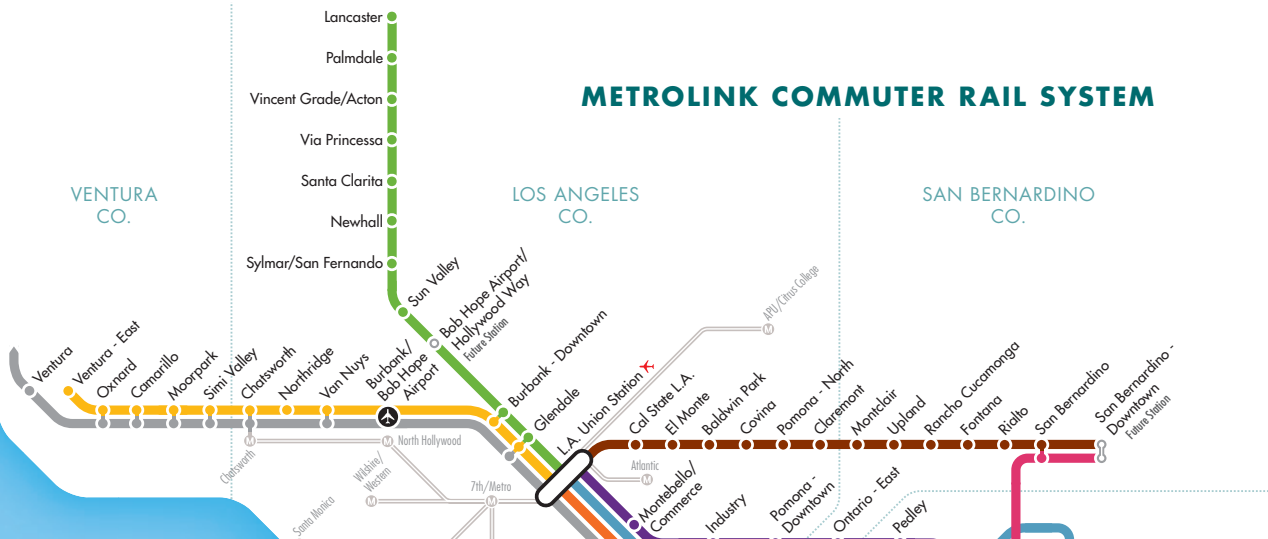 METROLINK COMMUTER RAIL SYSTEM
VENTURA
CO.
LOS ANGELES
CO.
SAN BERNARDINO
CO.
Lancaster
Palmdale
Vincent Grade/Acton
Via Princessa
Santa Clarita
Newhall
Sylmar/San Fernando
Sun Valley
Bob Hope Airport/
Hollywood Way
Future Station
Burbank - Downtown
Glendale
L.A. Union Station
Ventura
Ventura - East
Oxnard
Camarillo
Moorpark
Simi Valley
Chatsworth
Northridge
Van Nuys
Burbank/
Bob Hope
Airport
Cal State L.A.
El Monte
Baldwin Park
Covina
Pomona - North
Claremont
Montclair
Upland
Rancho Cucamonga
Fontana
Rialto
San Bernardino
San Bernardino -
Downtown
Future Station
APU/Citrus College
M
Chatsworth
M
North Hollywood
M
Wilshire/
Western
M
7th/Metro
M
Santa Monica
Atlantic
M
Montebello/
Commerce
Industry
Pomona -
Downtown
Ontario - East
Pedley